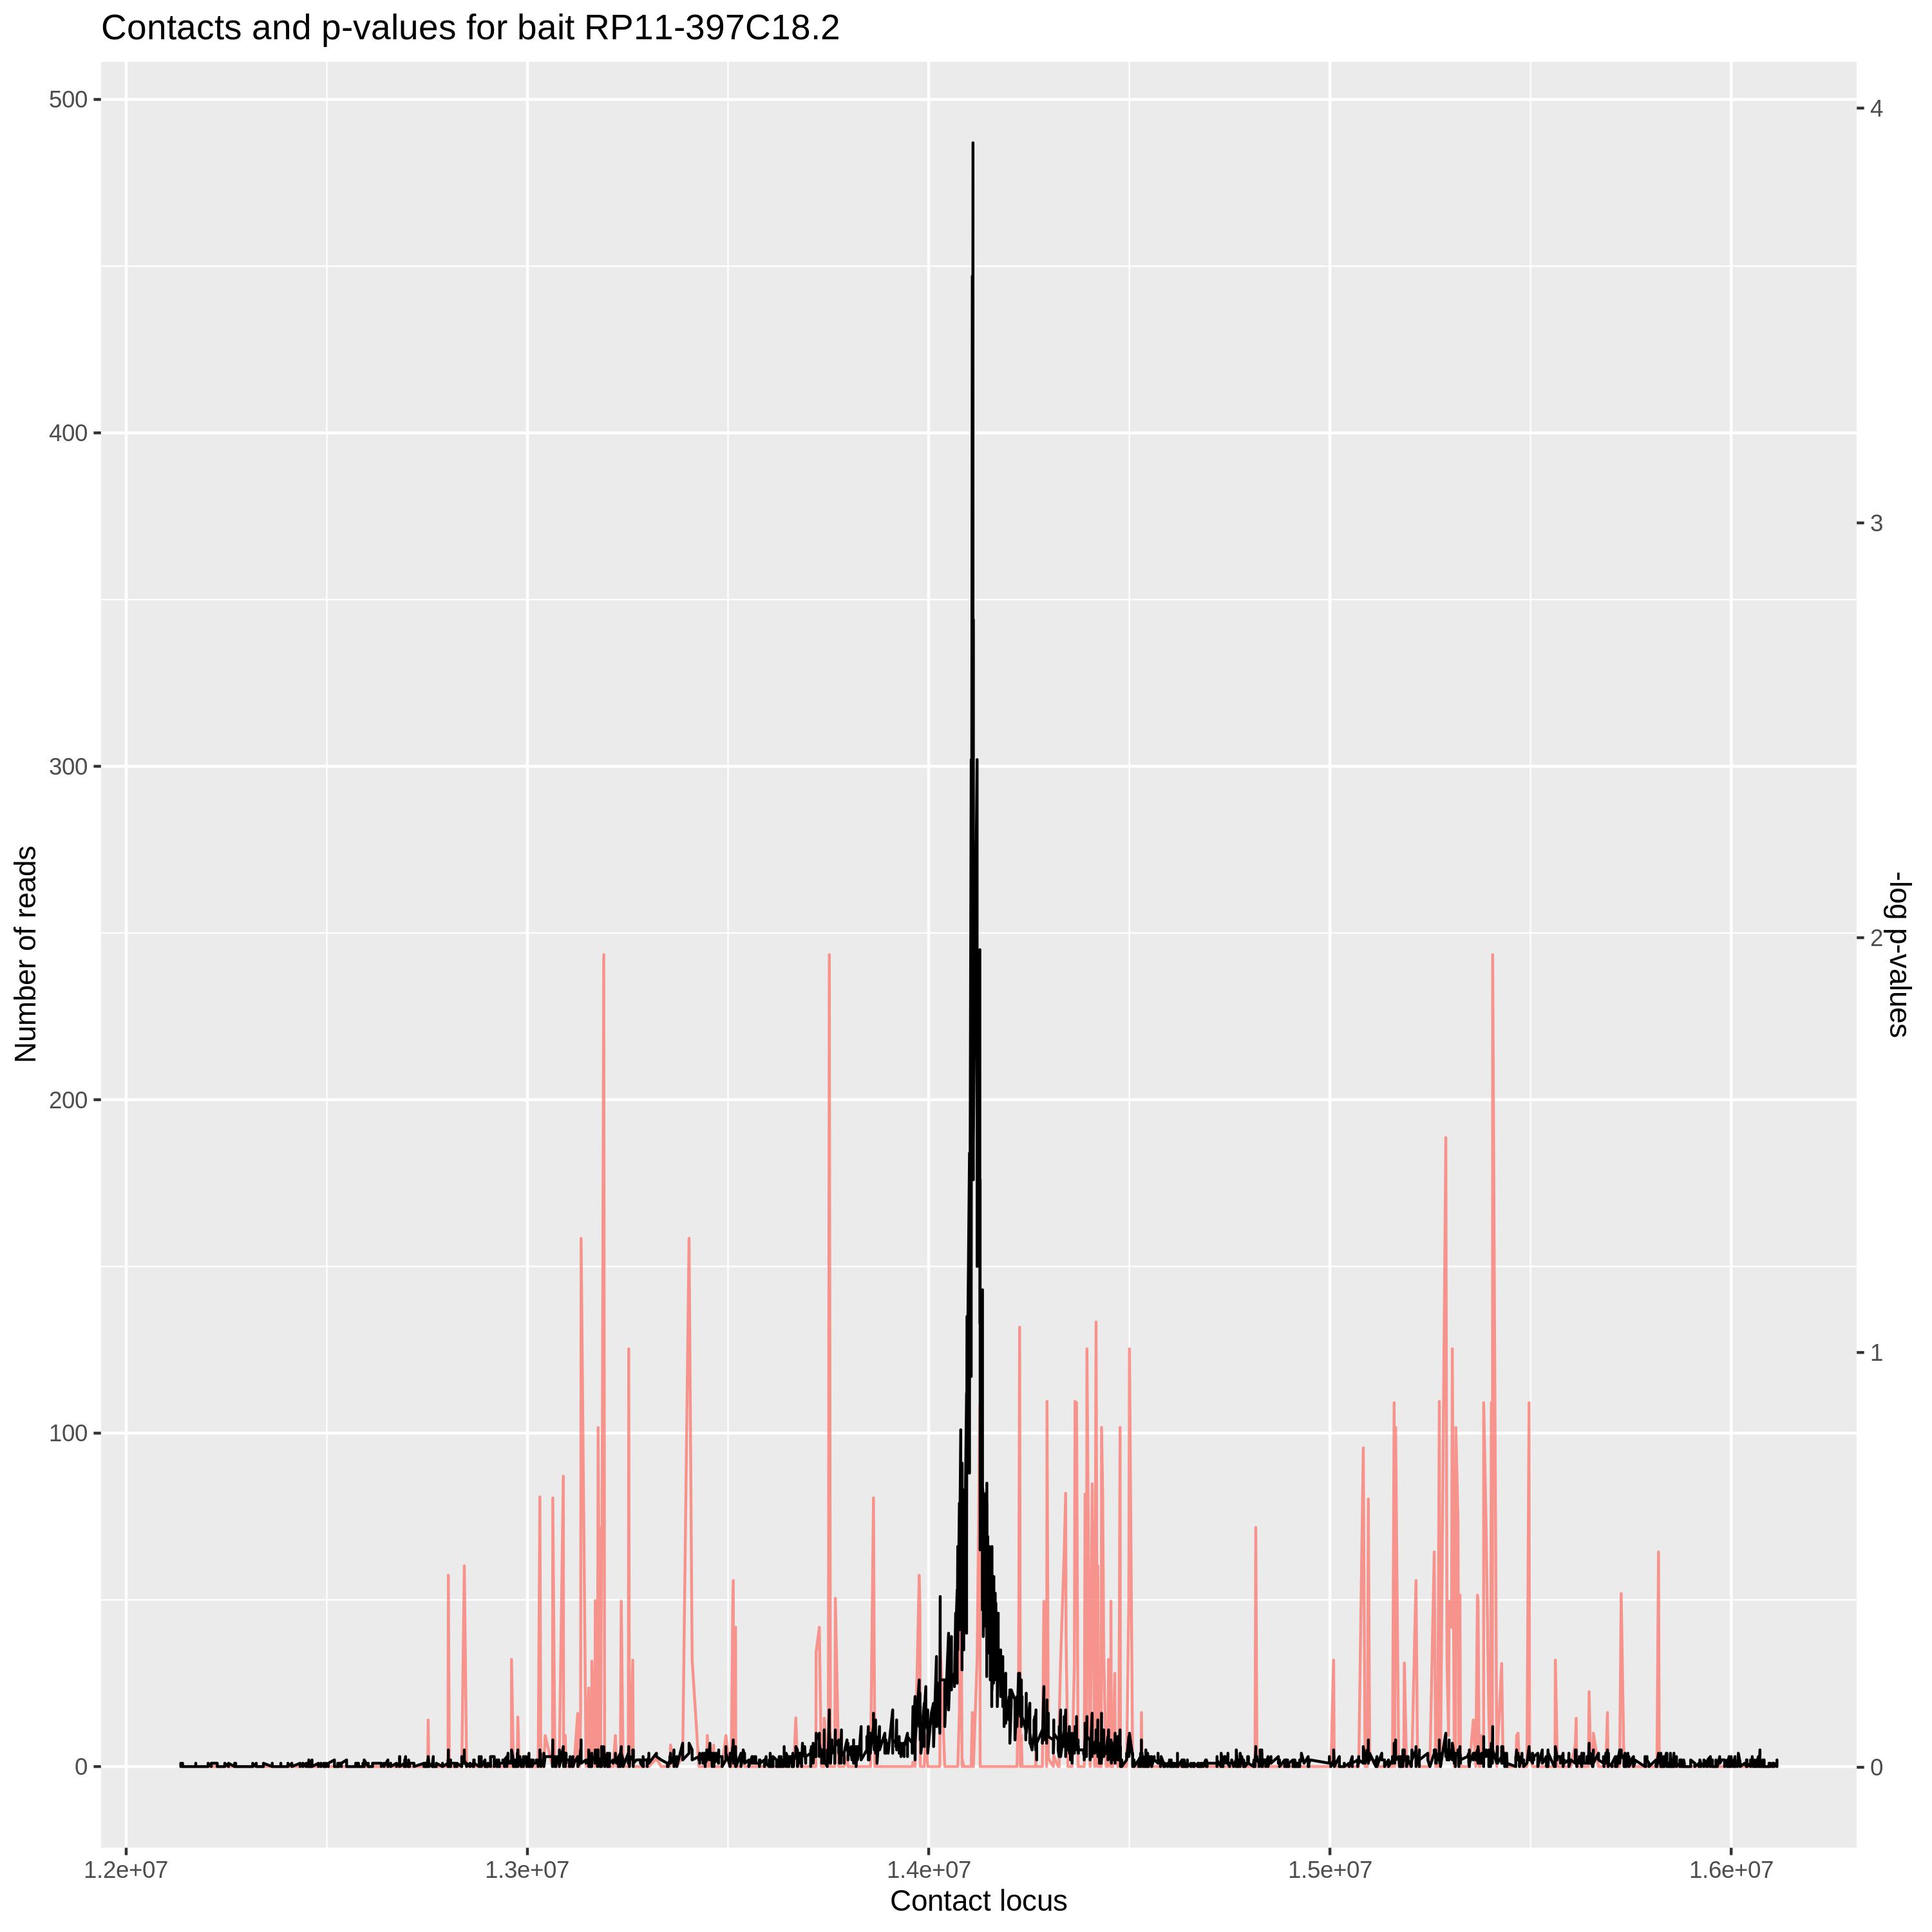 Contacts and p-values for bait RP11-397C18.2
500
400
300
200
100
0
Number of reads
4
3
2
1
0
-log p-values
1.2e+07 1.3e+07 1.4e+07 1.5e+07 1.6e+07
Contact locus